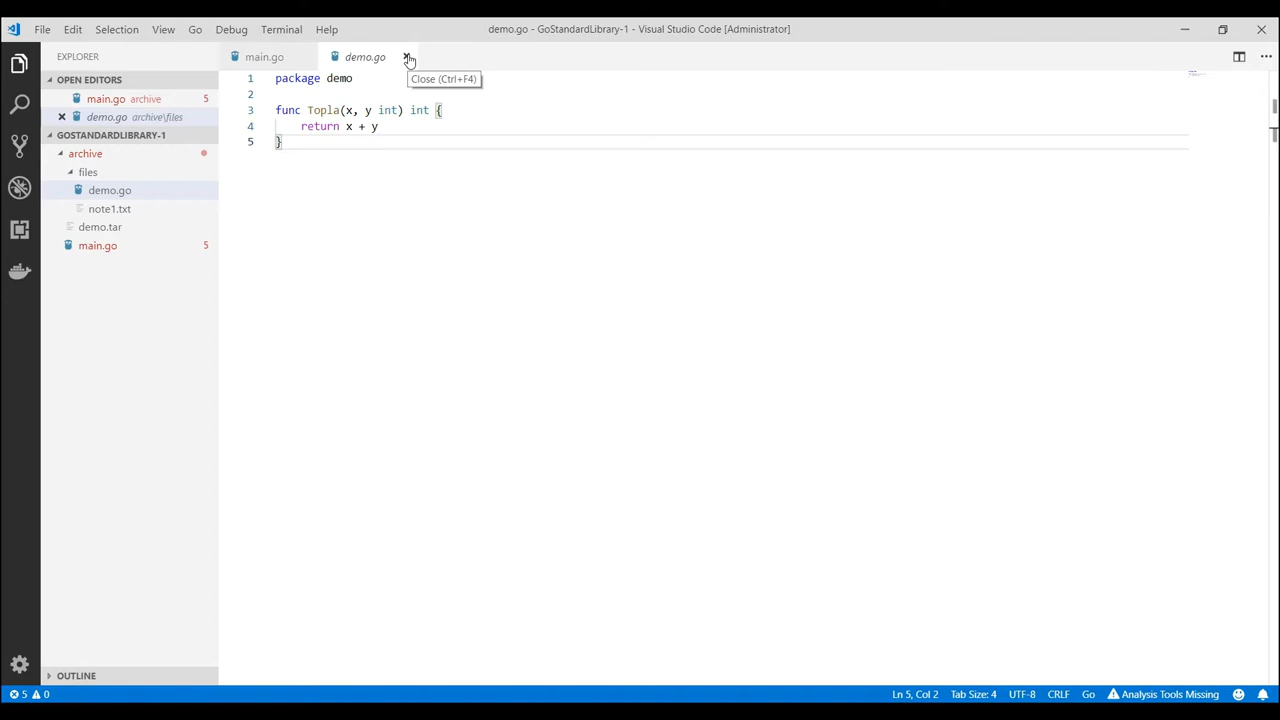 File Edit Selection View Go Debug Terminal Help
demo.go - GoStandardLibrary-1 - Visual Studio Code [Administrator]
EXPLORER
OPEN EDITORS
main.go archive 5
demo.go archive\files
GOSTANDARDLIBRARY-1
archive
files
demo.go
note1.txt
demo.tar
main.go 5
OUTLINE
main.go
demo.go
Close (Ctrl+F4)
1 package demo
2
3 func Topla(x, y int) int {
4 return x + y
5 }
5 0
Ln 5, Col 2 Tab Size: 4 UTF-8 CRLF Go Analysis Tools Missing